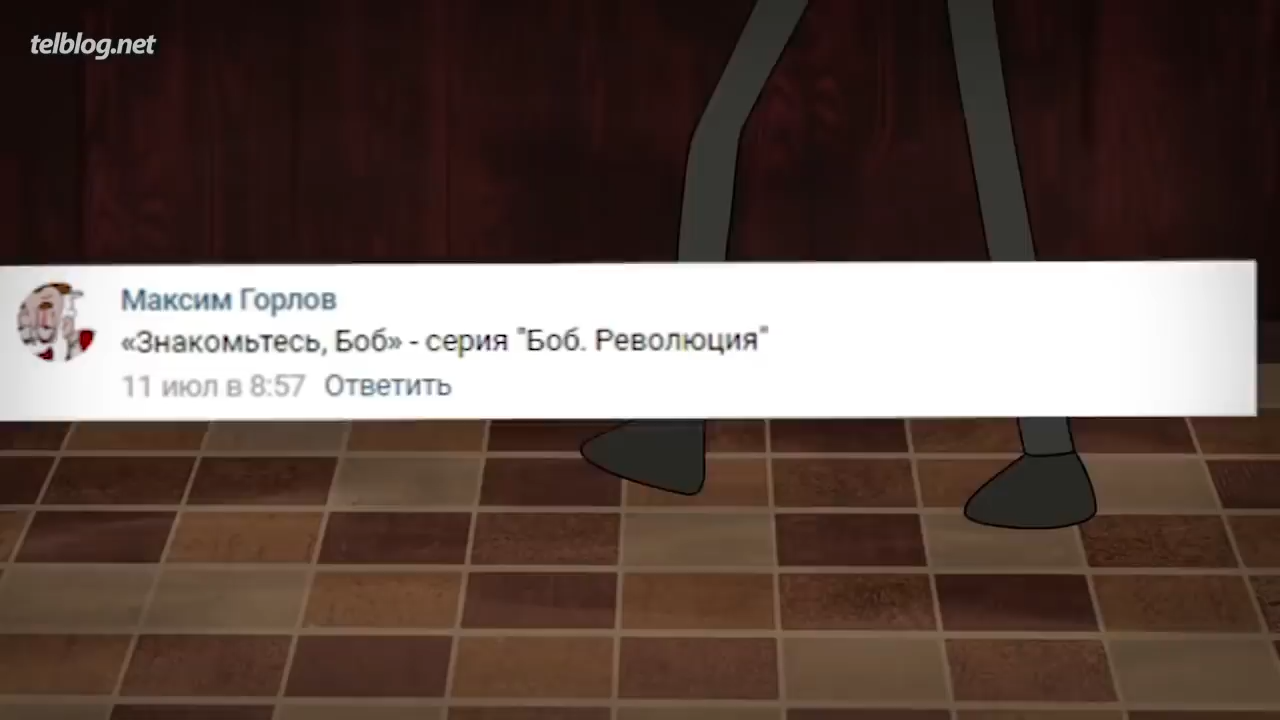 telblog.net
Максим Горлов
«Знакомьтесь, Боб» - серия "Боб. Революция"
11 июл в 8:57 Ответить